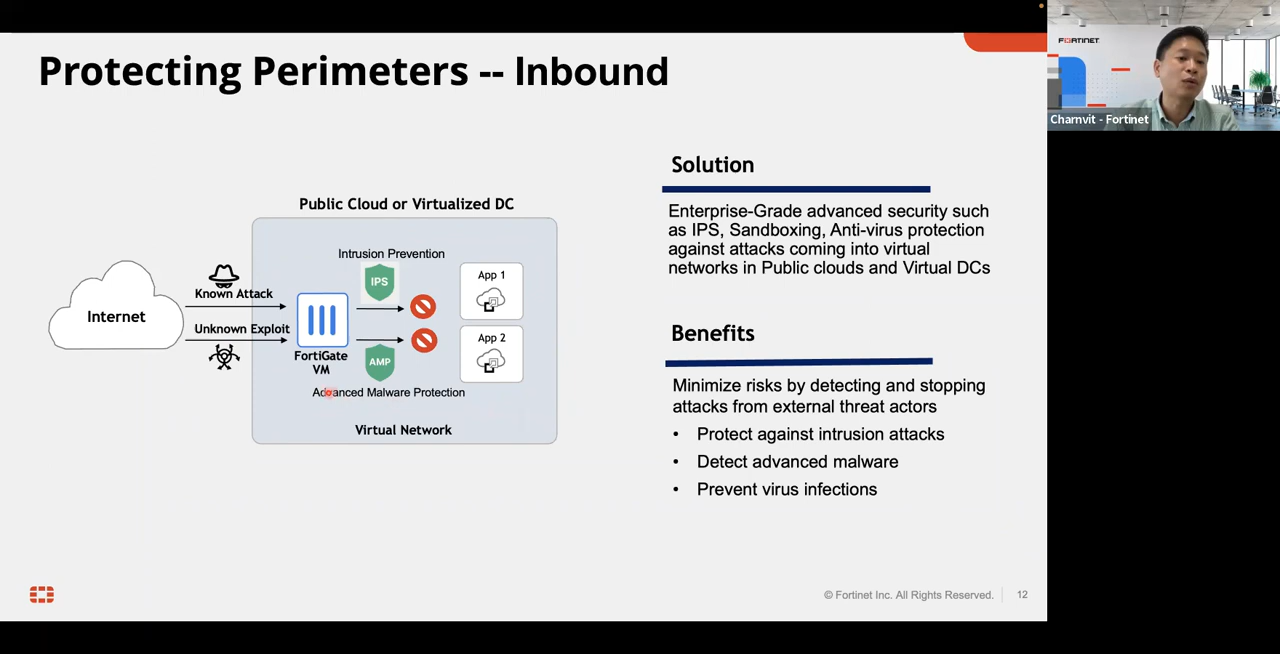 Protecting Perimeters -- Inbound
FORTINET
Charnvit - Fortinet
Solution
Enterprise-Grade advanced security such
as IPS, Sandboxing, Anti-virus protection
against attacks coming into virtual
networks in Public clouds and Virtual DCs
Public Cloud or Virtualized DC
Intrusion Prevention
IPS
App 1
Known Attack
Internet
Unknown Exploit
App 2
FortiGate
VM
AMP
Advanced Malware Protection
Virtual Network
Benefits
Minimize risks by detecting and stopping
attacks from external threat actors
• Protect against intrusion attacks
• Detect advanced malware
• Prevent virus infections
© Fortinet Inc. All Rights Reserved.
12